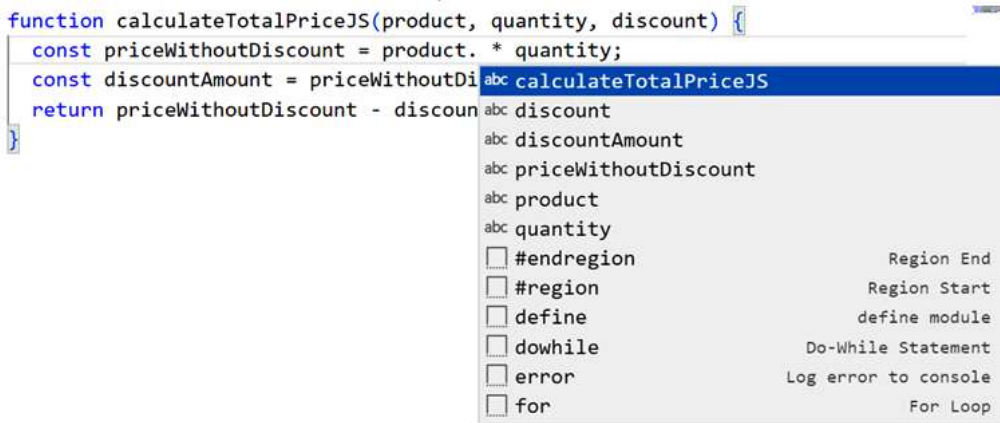 function calculateTotalPriceJS(product, quantity, discount) {
const priceWithoutDiscount = product. * quantity;
const discountAmount = priceWithoutDi
return priceWithoutDiscount - discoun
}
abc calculateTotalPriceJS
abc discount
abc discountAmount
abc priceWithoutDiscount
abc product
abc quantity
#endregion Region End
#region Region Start
define define module
dowhile Do-While Statement
error Log error to console
for For Loop